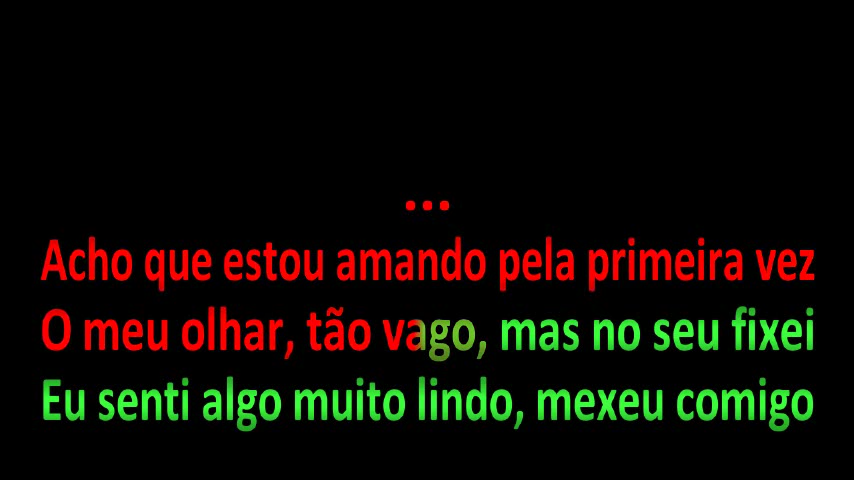 ...
Acho que estou amando pela primeira vez
O meu olhar, tão vago, mas no seu fixei
Eu senti algo muito lindo, mexeu comigo